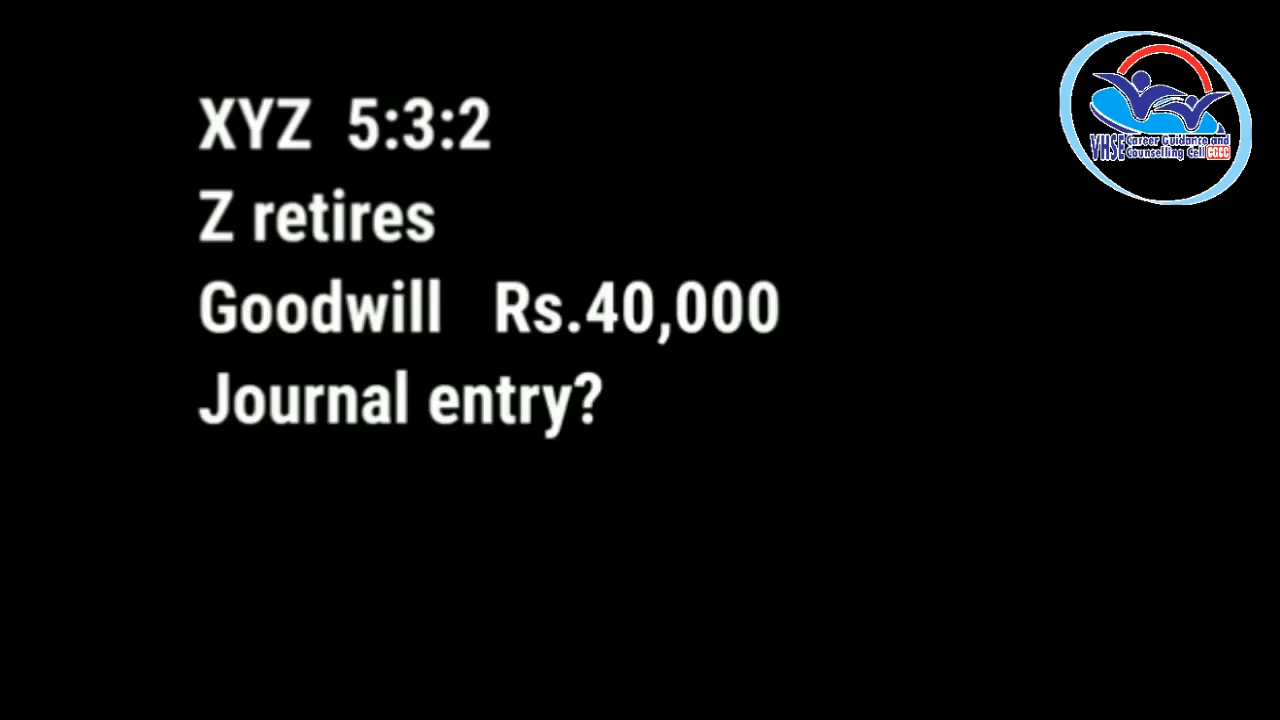 XYZ 5:3:2
Z retires
Goodwill Rs.40,000
Journal entry?
VHSE Career Guidance and
Counselling Cell CGCC